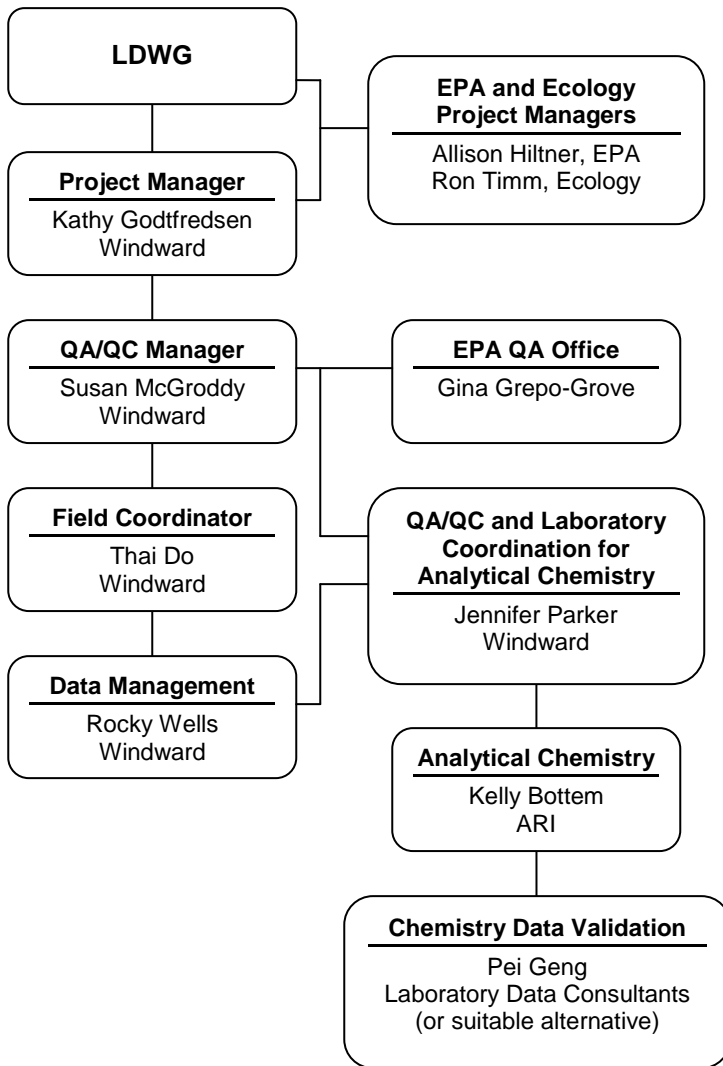 LDWG
EPA and Ecology
Project Managers
Allison Hiltner, EPA
Ron Timm, Ecology
Project Manager
Kathy Godtfredsen
Windward
QA/QC Manager
Susan McGroddy
Windward
EPA QA Office
Gina Grepo-Grove
Field Coordinator
Thai Do
Windward
QA/QC and Laboratory
Coordination for
Analytical Chemistry
Jennifer Parker
Windward
Data Management
Rocky Wells
Windward
Analytical Chemistry
Kelly Bottem
ARI
Chemistry Data Validation
Pei Geng
Laboratory Data Consultants
(or suitable alternative)